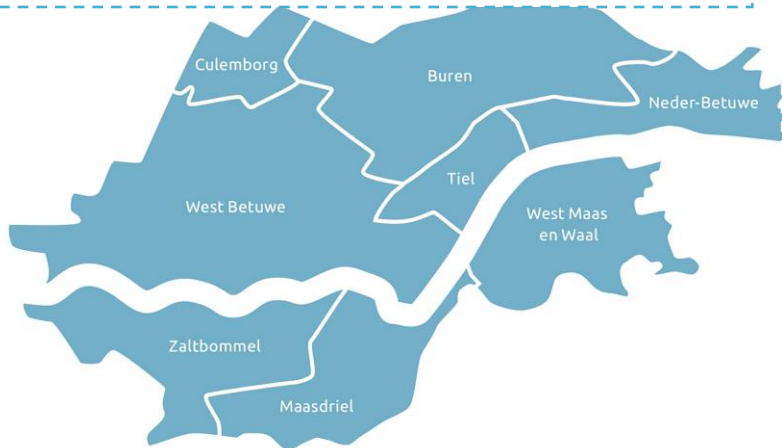 Culemborg
Buren
Neder-Betuwe
Tiel
West Betuwe
West Maas
en Waal
Zaltbommel
Maasdriel